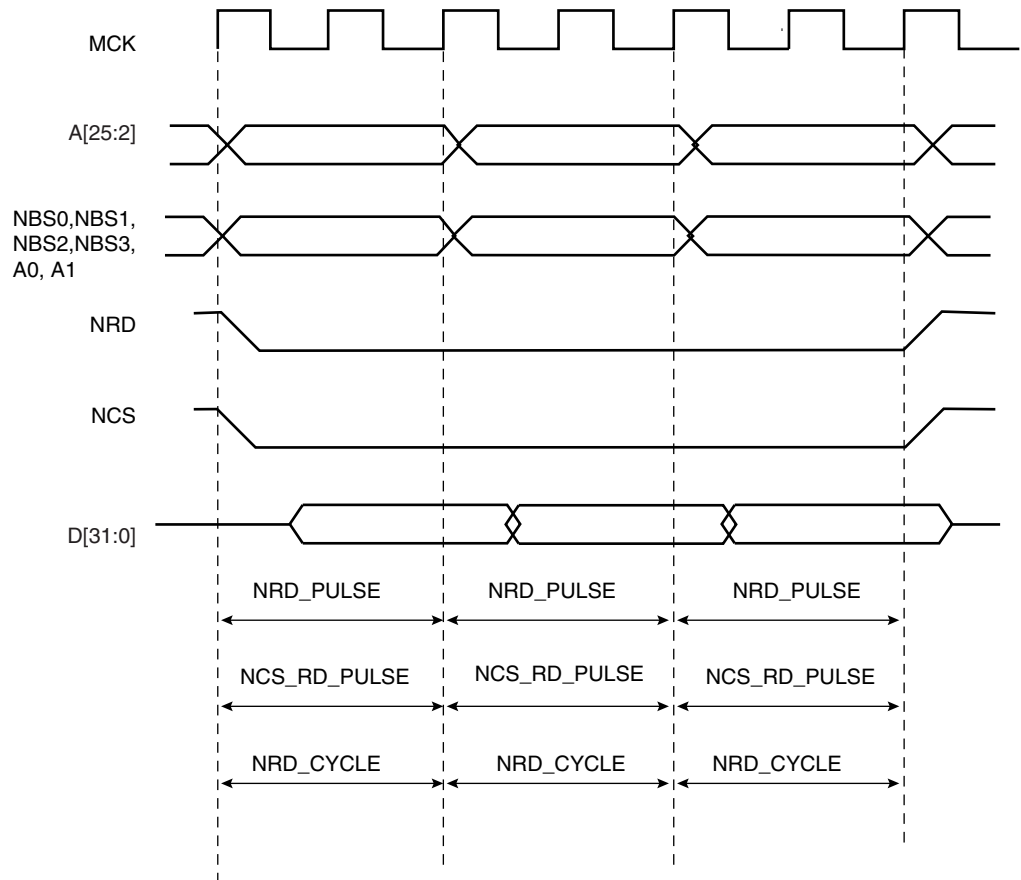 MCK
A[25:2]
NBS0,NBS1,
NBS2,NBS3,
A0, A1
NRD
NCS
D[31:0]
NRD_PULSE NRD_PULSE NRD_PULSE
NCS_RD_PULSE NCS_RD_PULSE NCS_RD_PULSE
NRD_CYCLE NRD_CYCLE NRD_CYCLE